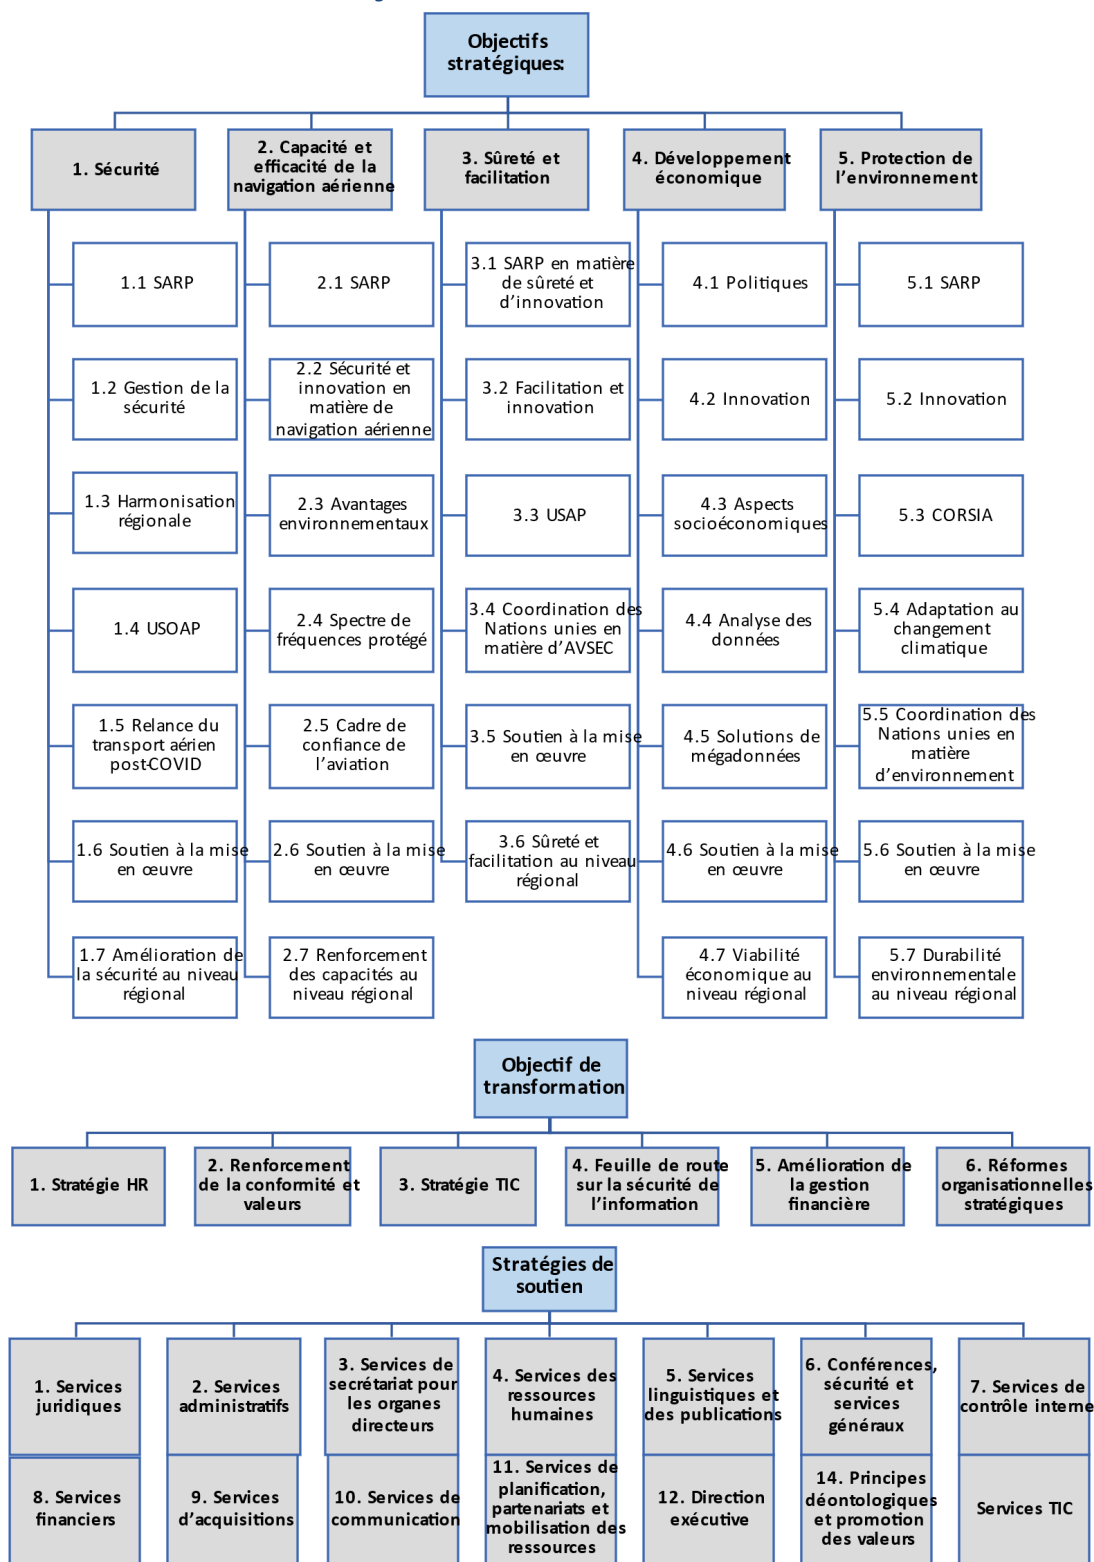 Objectifs
stratégiques:
1. Sécurité
2. Capacité et
efficacité de la
navigation aérienne
3. Sûreté et
facilitation
4. Développement
économique
5. Protection de
l’environnement
1.1 SARP
2.1 SARP
3.1 SARP en matière
de sûreté et
d’innovation
4.1 Politiques
5.1 SARP
1.2 Gestion de la
sécurité
2.2 Sécurité et
innovation en
matière de
navigation aérienne
3.2 Facilitation et
innovation
4.2 Innovation
5.2 Innovation
1.3 Harmonisation
régionale
2.3 Avantages
environnementaux
3.3 USAP
4.3 Aspects
socioéconomiques
5.3 CORSIA
1.4 USOAP
2.4 Spectre de
fréquences protégé
3.4 Coordination des
Nations unies en
matière d’AVSEC
4.4 Analyse des
données
5.4 Adaptation au
changement
climatique
1.5 Relance du
transport aérien
post-COVID
2.5 Cadre de
confiance de
l’aviation
3.5 Soutien à la mise
en œuvre
4.5 Solutions de
mégadonnées
5.5 Coordination des
Nations unies en
matière
d’environnement
1.6 Soutien à la mise
en œuvre
2.6 Soutien à la mise
en œuvre
3.6 Sûreté et
facilitation au niveau
régional
4.6 Soutien à la mise
en œuvre
5.6 Soutien à la mise
en œuvre
1.7 Amélioration de
la sécurité au niveau
régional
2.7 Renforcement
des capacités au
niveau régional
4.7 Viabilité
économique au
niveau régional
5.7 Durabilité
environnementale
au niveau régional
Objectif de
transformation
1. Stratégie HR
2. Renforcement
de la conformité et
valeurs
3. Stratégie TIC
4. Feuille de route
sur la sécurité de
l’information
5. Amélioration de
la gestion
financière
6. Réformes
organisationnelles
stratégiques
Stratégies de
soutien
1. Services
juridiques
2. Services
administratifs
3. Services de
secrétariat pour
les organes
directeurs
4. Services des
ressources
humaines
5. Services
linguistiques et
des publications
6. Conférences,
sécurité et
services
généraux
7. Services de
contrôle interne
8. Services
financiers
9. Services
d’acquisitions
10. Services de
communication
11. Services de
planification,
partenariats et
mobilisation des
ressources
12. Direction
exécutive
14. Principes
déontologiques
et promotion
des valeurs
Services TIC